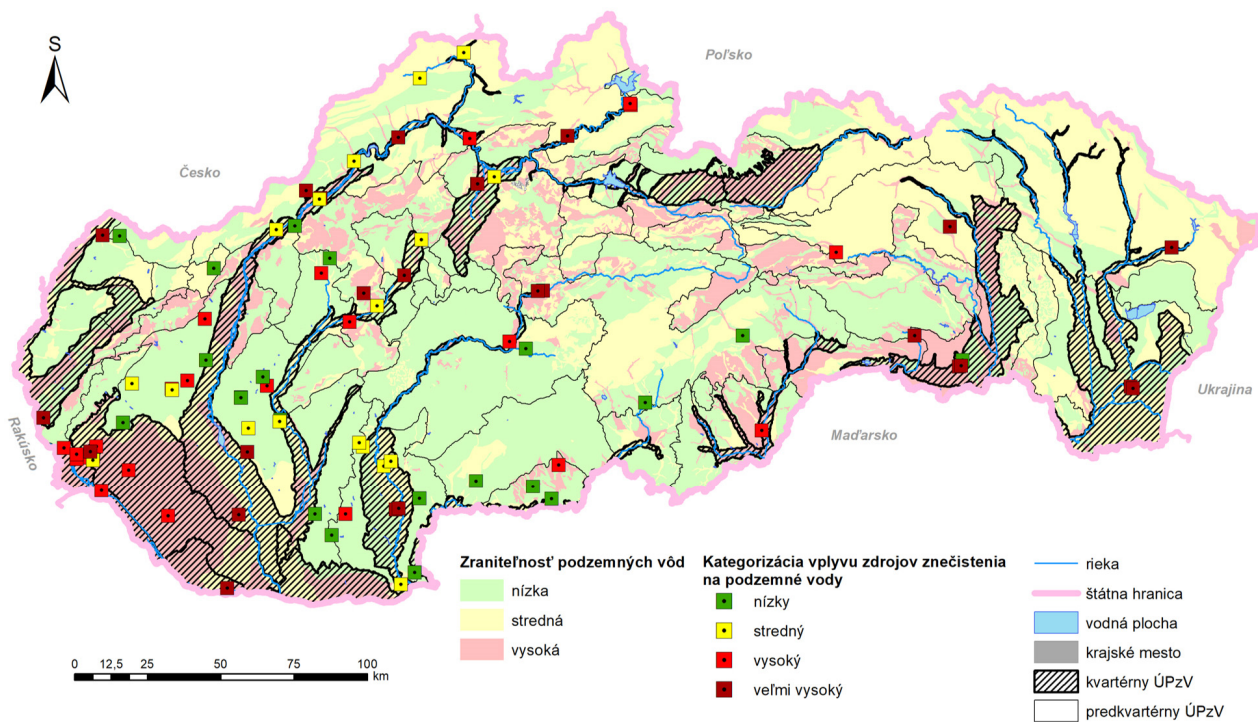 S
Poľsko
Česko
Rakúsko
Maďarsko
Ukrajina
0 12,5 25 50 75 100
km
Zraniteľnosť podzemných vôd
nízka
stredná
vysoká
Kategorizácia vplyvu zdrojov znečistenia
na podzemné vody
nízky
stredný
vysoký
veľmi vysoký
rieka
štátna hranica
vodná plocha
krajské mesto
kvartérny ÚPzV
predkvartérny ÚPzV